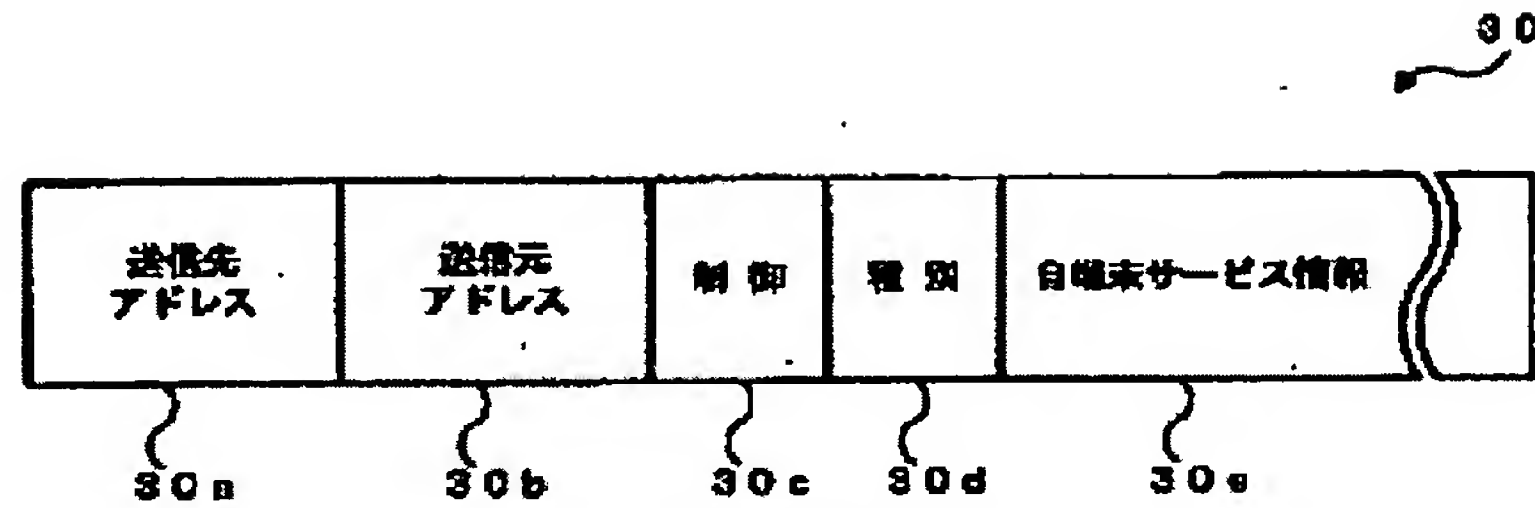 30
送信先
アドレス
送信元
アドレス
制御
種別
自端末サービス情報
30a
30b
30c
30d
30e